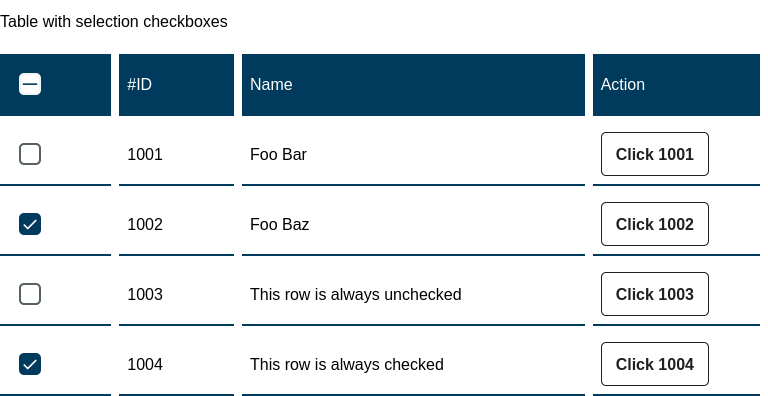 Table with selection checkboxes
#ID Name Action
1001 Foo Bar Click 1001
1002 Foo Baz Click 1002
1003 This row is always unchecked Click 1003
1004 This row is always checked Click 1004